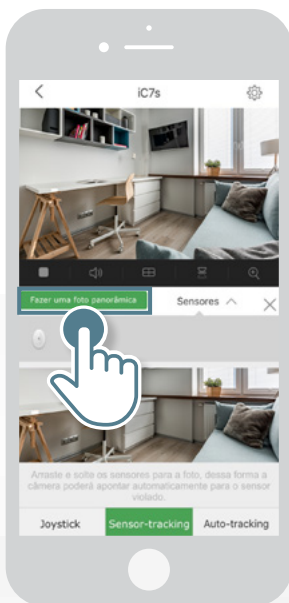 iC7s
Fazer uma foto panorâmica
Sensores
Arraste e solte os sensores para a foto, dessa forma a
câmera poderá apontar automaticamente para o sensor
violado.
Joystick Sensor-tracking Auto-tracking